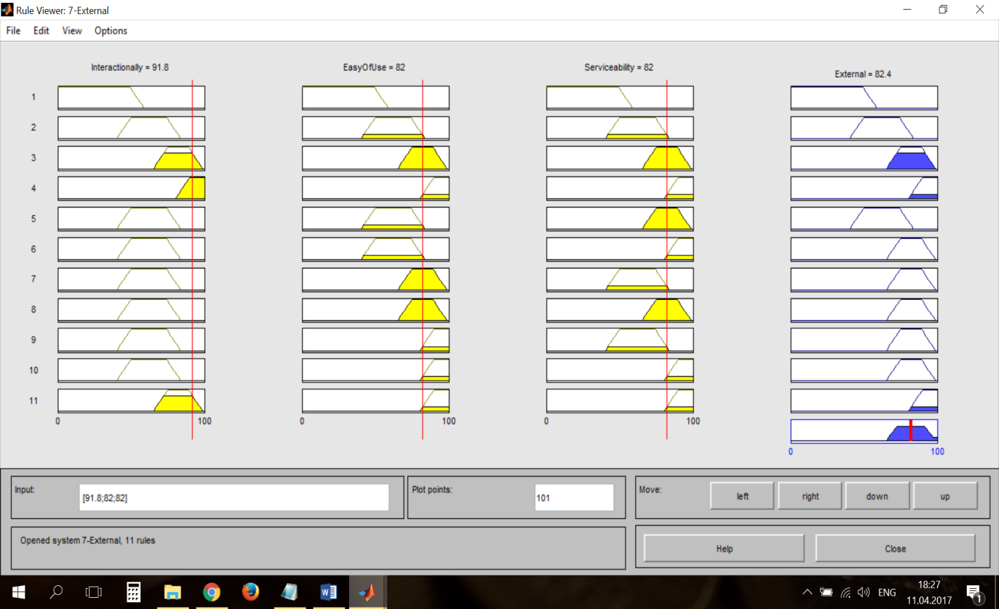 Rule Viewer: 7-External
File Edit View Options
Interactionally = 91.8
EasyOfUse = 82
Serviceability = 82
External = 82.4
1
2
3
4
5
6
7
8
9
10
11
0 100
0 100
0 100
0 100
Input:
[91.8;82;82]
Plot points:
101
Move:
left
right
down
up
Opened system 7-External, 11 rules
Help
Close
ENG
18:27
11.04.2017
1